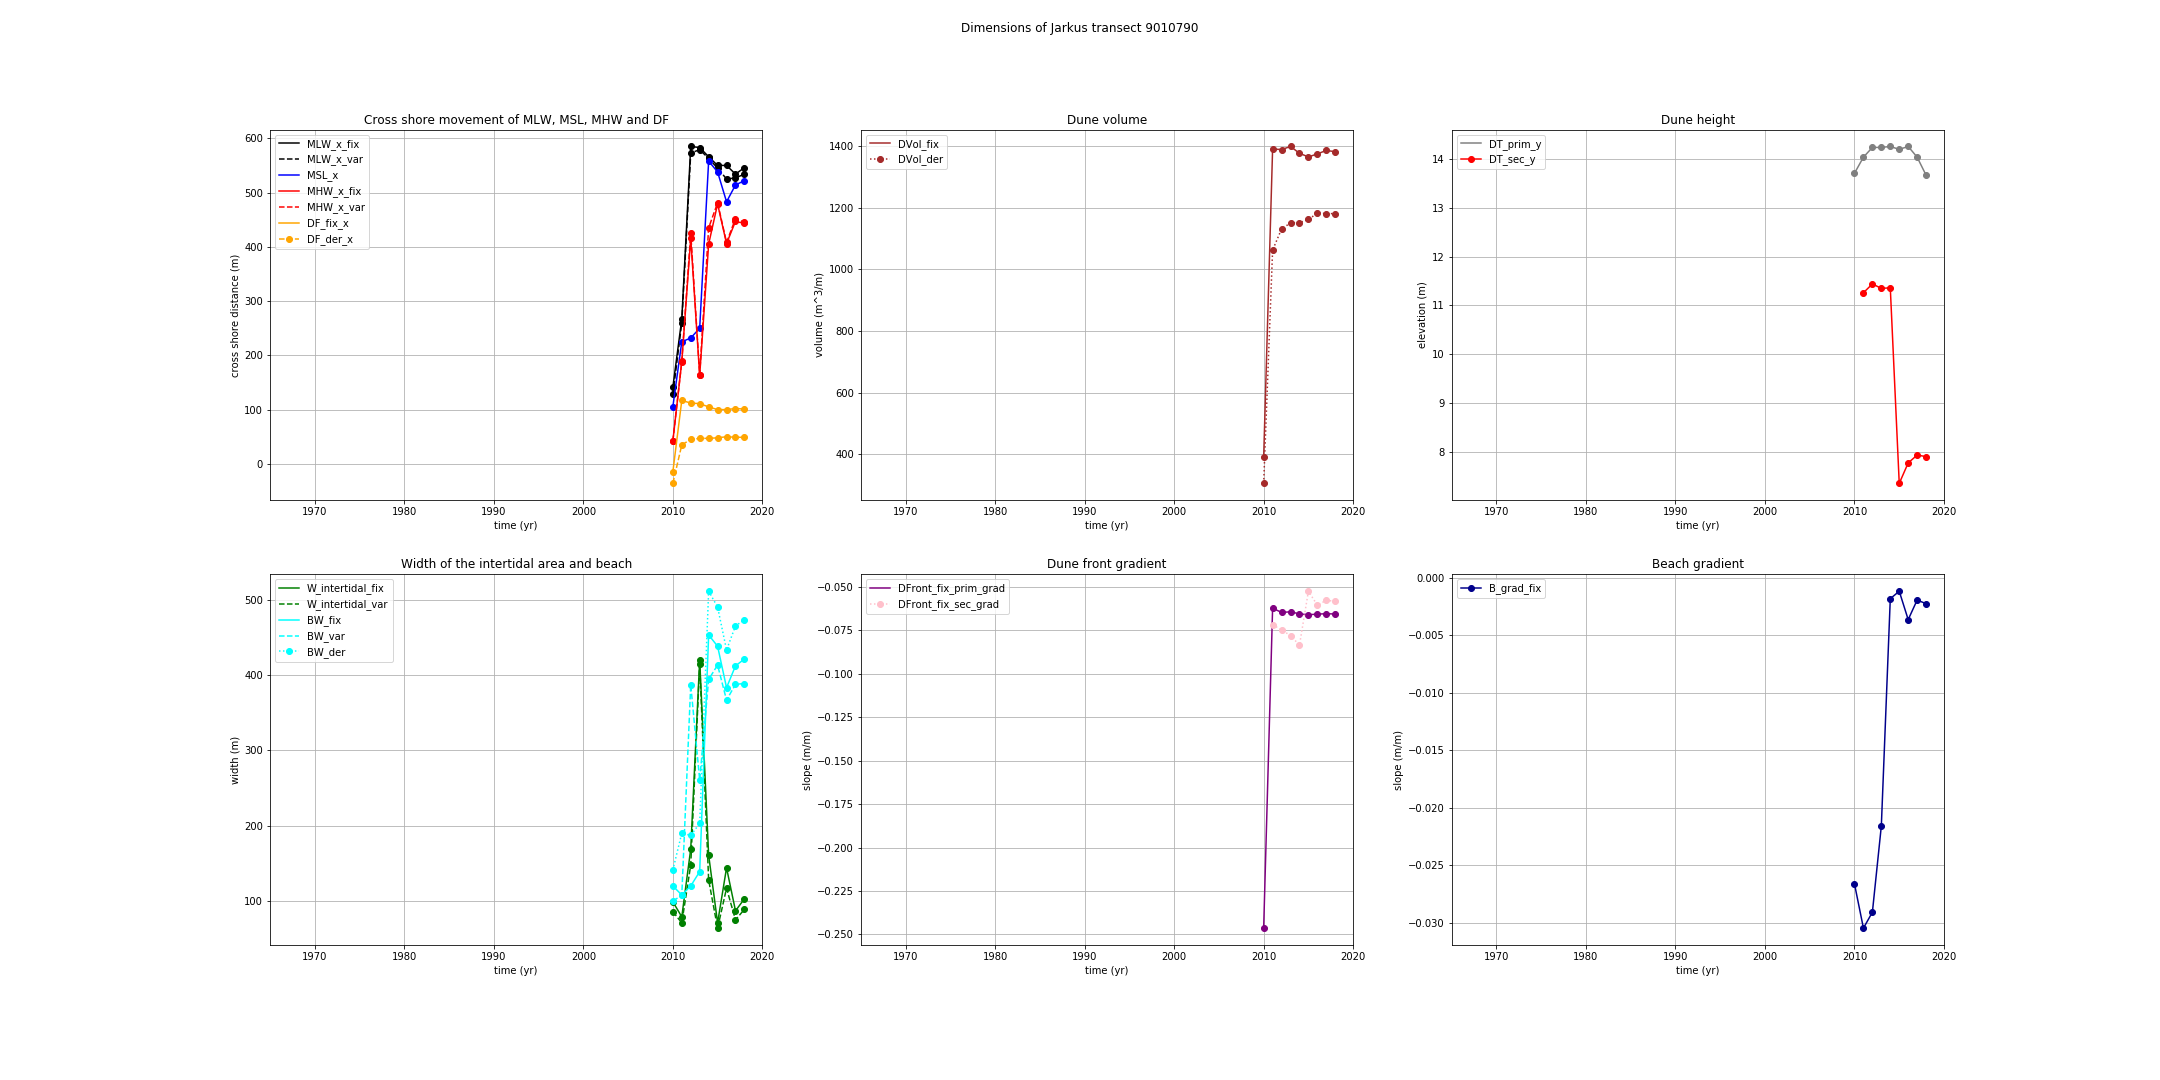 Dimensions of Jarkus transect 9010790
Cross shore movement of MLW, MSL, MHW and DF
600
500
400
300
200
100
0
cross shore distance (m)
MLW_x_fix
MLW_x_var
MSL_x
MHW_x_fix
MHW_x_var
DF_fix_x
DF_der_x
1970 1980 1990 2000 2010 2020
time (yr)
Dune volume
1400
1200
1000
800
600
400
volume (m^3/m)
DVol_fix
DVol_der
1970 1980 1990 2000 2010 2020
time (yr)
Dune height
14
13
12
11
10
9
8
elevation (m)
DT_prim_y
DT_sec_y
1970 1980 1990 2000 2010 2020
time (yr)
Width of the intertidal area and beach
500
400
300
200
100
width (m)
W_intertidal_fix
W_intertidal_var
BW_fix
BW_var
BW_der
1970 1980 1990 2000 2010 2020
time (yr)
Dune front gradient
−0.050
−0.075
−0.100
−0.125
−0.150
−0.175
−0.200
−0.225
−0.250
slope (m/m)
DFront_fix_prim_grad
DFront_fix_sec_grad
1970 1980 1990 2000 2010 2020
time (yr)
Beach gradient
0.000
−0.005
−0.010
−0.015
−0.020
−0.025
−0.030
slope (m/m)
B_grad_fix
1970 1980 1990 2000 2010 2020
time (yr)